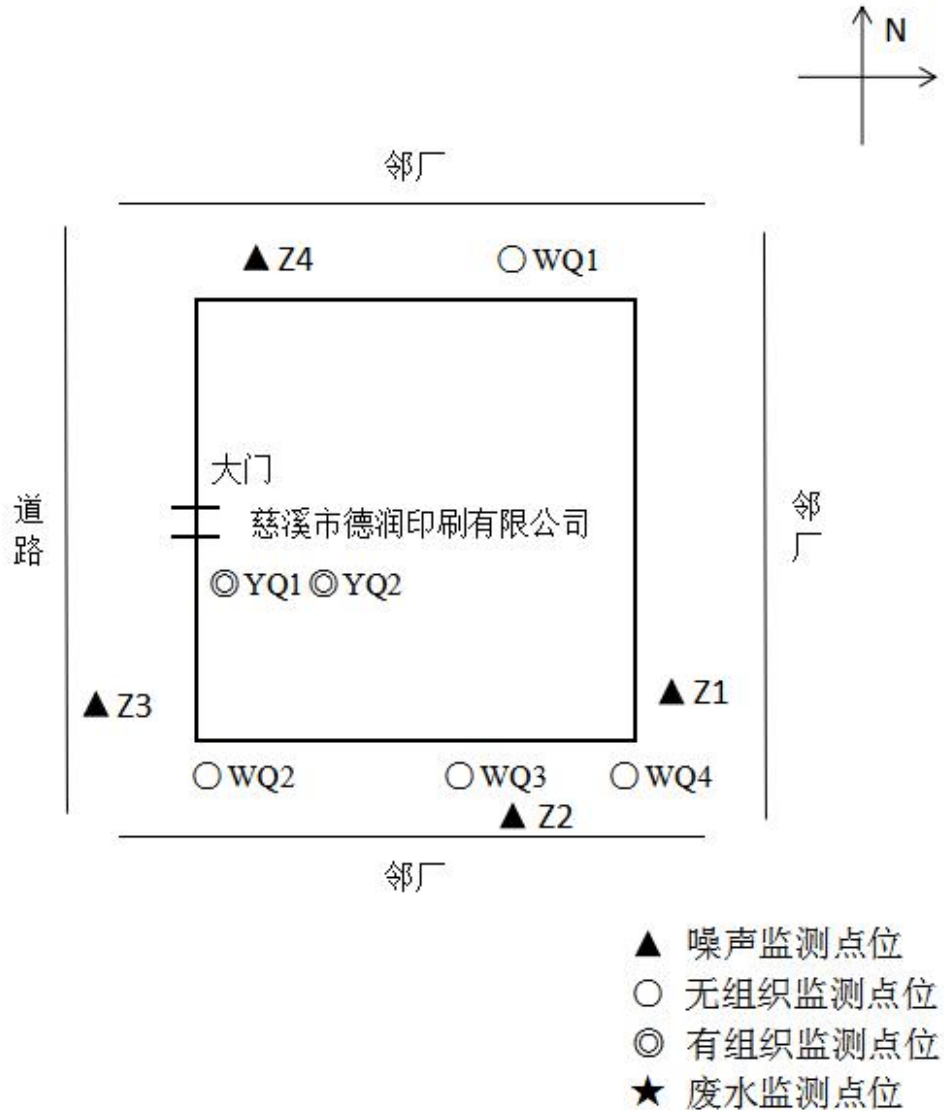 N
邻厂
▲ Z4
○ WQ1
大门
道路
慈溪市德润印刷有限公司
邻厂
◎ YQ1 ◎ YQ2
▲ Z3
▲ Z1
○ WQ2
○ WQ3
○ WQ4
▲ Z2
邻厂
▲ 噪声监测点位
○ 无组织监测点位
◎ 有组织监测点位
★ 废水监测点位